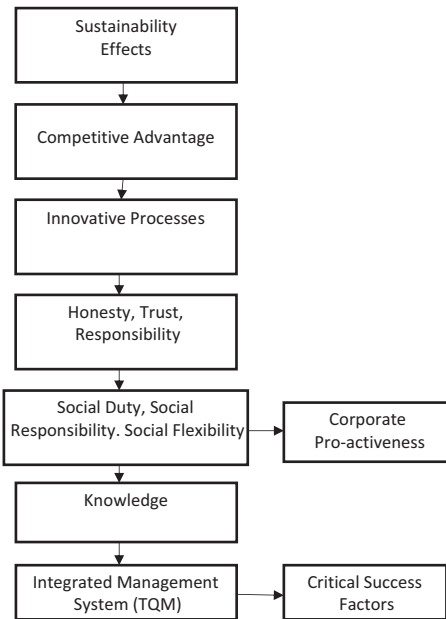 Sustainability
Effects
Competitive Advantage
Innovative Processes
Honesty, Trust,
Responsibility
Social Duty, Social
Responsibility. Social Flexibility
Corporate
Pro-activeness
Knowledge
Integrated Management
System (TQM)
Critical Success
Factors